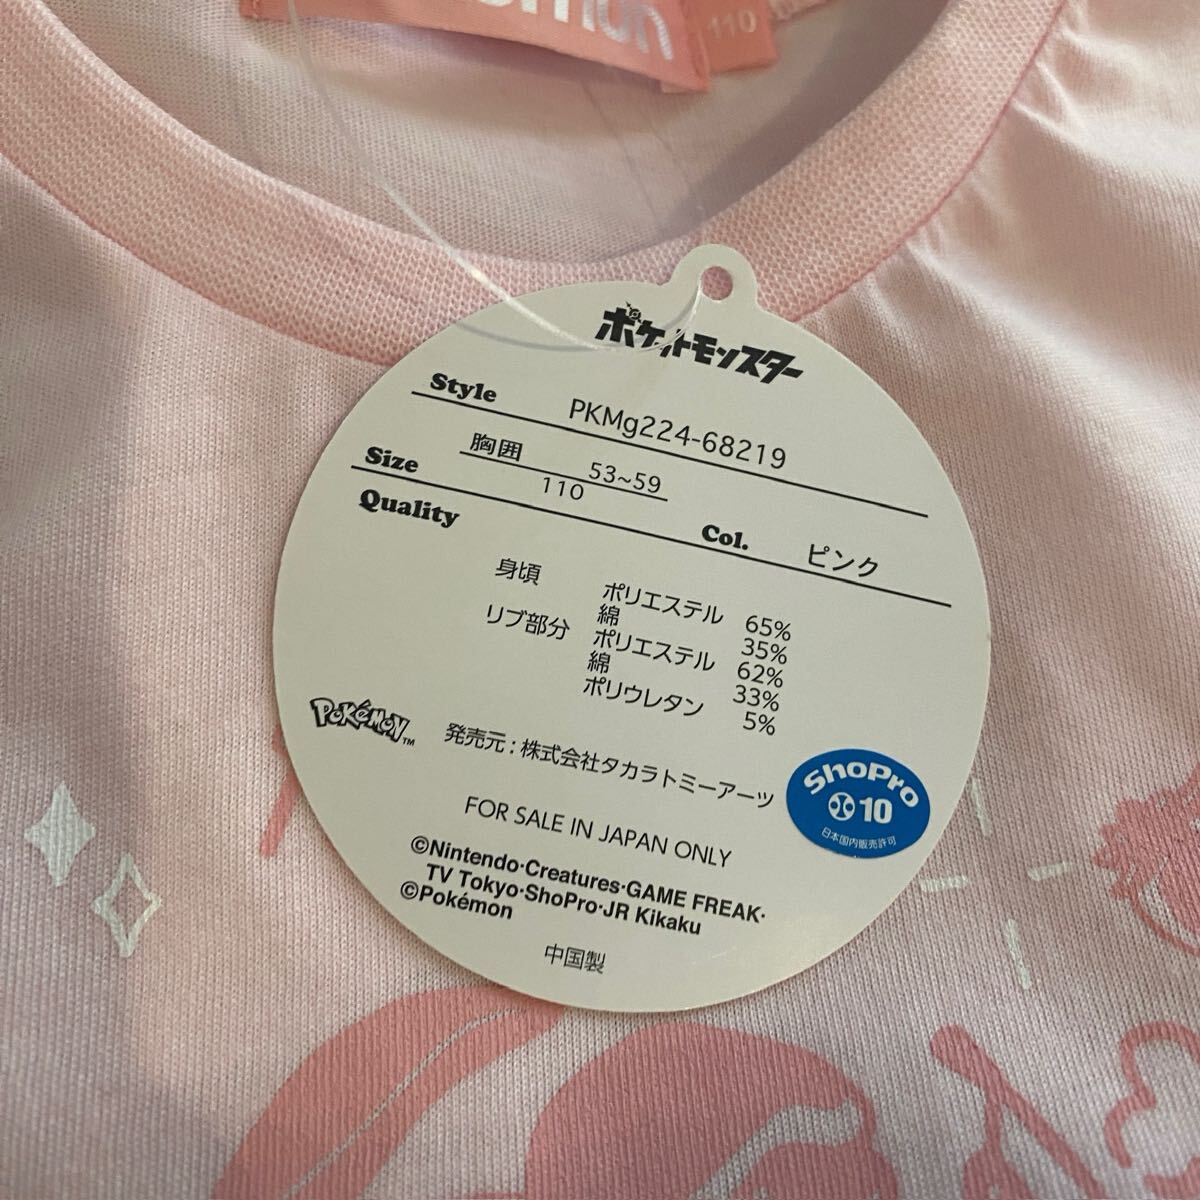 110
ポケットモンスター
Style PKMg224-68219
胸囲 53~59
Size 110
Col. ピンク
Quality
身頃 ポリエステル 65%
綿 35%
リブ部分 ポリエステル 62%
綿 33%
ポリウレタン 5%
POKéMON™
発売元:株式会社タカラトミーアーツ
ShoPro
10
日本国内販売許可
FOR SALE IN JAPAN ONLY
©Nintendo·Creatures·GAME FREAK·
TV Tokyo·ShoPro·JR Kikaku
©Pokémon
中国製